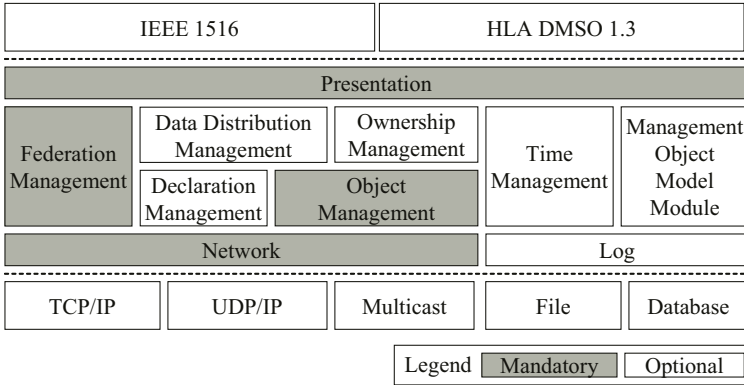 IEEE 1516
HLA DMSO 1.3
Presentation
Federation
Management
Data Distribution
Management
Ownership
Management
Declaration
Management
Object
Management
Time
Management
Management
Object
Model
Module
Network
Log
TCP/IP
UDP/IP
Multicast
File
Database
Legend
Mandatory
Optional